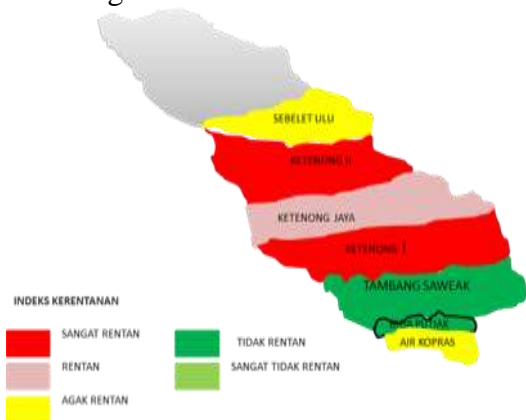 SEBELET ULU
KETENONG II
KETENONG JAYA
KETENONG I
TAMBANG SAWEAK
PUTIAK
AIR KOPRAS
INDEKS KERENTANAN
SANGAT RENTAN
TIDAK RENTAN
RENTAN
SANGAT TIDAK RENTAN
AGAK RENTAN